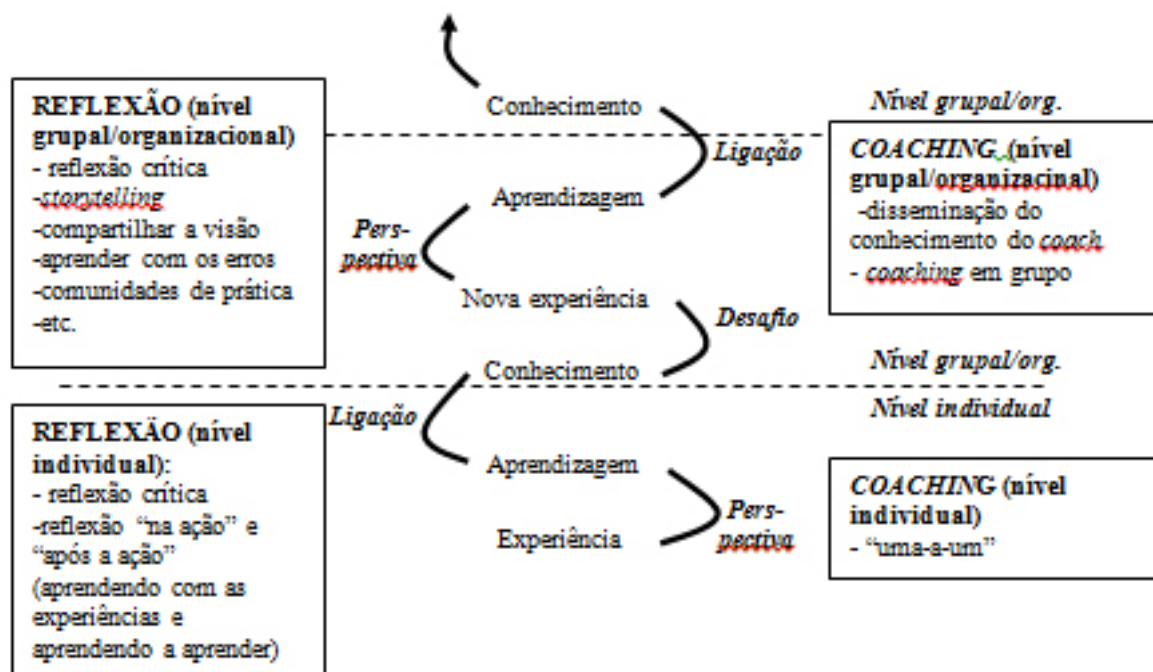 REFLEXÃO (nível
grupal/organizacional)
- reflexão crítica
-storytelling
-compartilhar a visão
-aprender com os erros
-comunidades de prática
-etc.
REFLEXÃO (nível
individual):
- reflexão crítica
-reflexão “na ação” e
“após a ação”
(aprendendo com as
experiências e
aprendendo a aprender)
Conhecimento
Ligação
Aprendizagem
Pers-
pectiva
Nova experiência
Desafio
Conhecimento
Ligação
Aprendizagem
Experiência
Pers-
pectiva
Nível grupal/org.
COACHING (nível
grupal/organizacinal)
-disseminação do
conhecimento do coach
- coaching em grupo
Nível grupal/org.
Nível individual
COACHING (nível
individual)
- “uma-a-um”